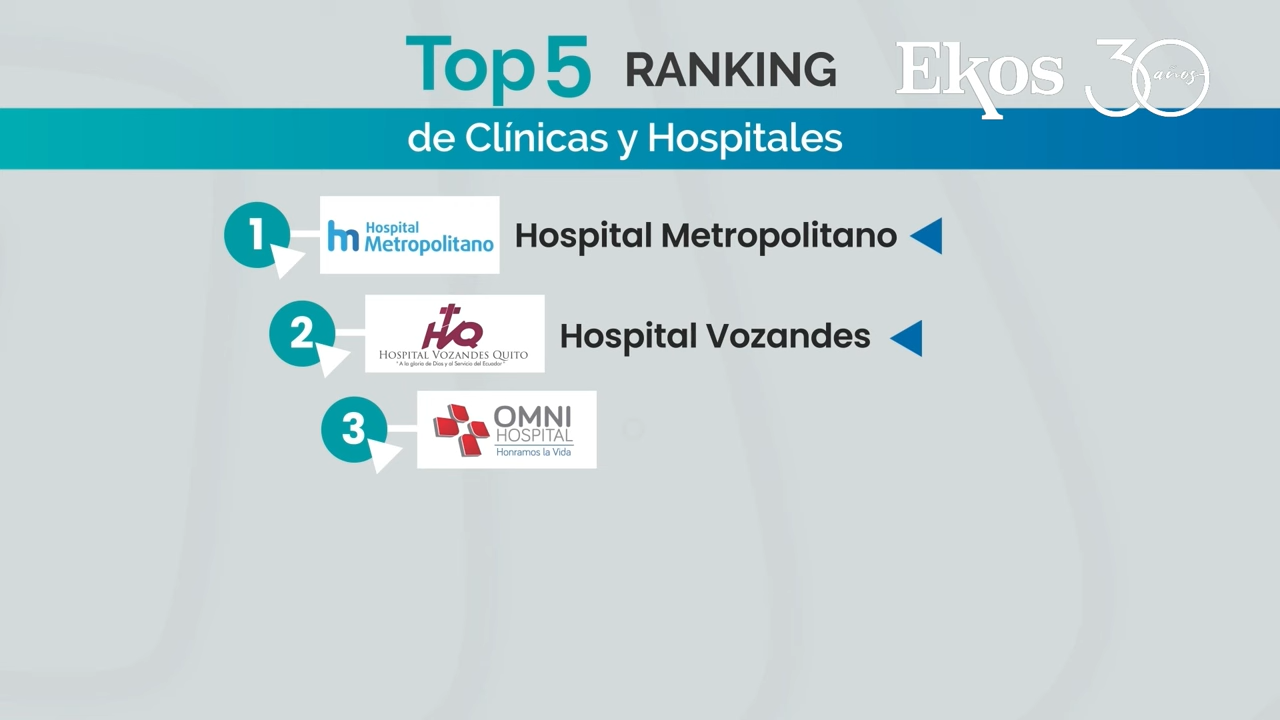 Top 5 RANKING
Ekos 30 años
de Clínicas y Hospitales
1
hm Hospital Metropolitano
Hospital Metropolitano
2
HVQ
HOSPITAL VOZANDES QUITO
"A la gloria de Dios y al Servicio del Ecuador"
Hospital Vozandes
3
OMNI
HOSPITAL
Honramos la Vida